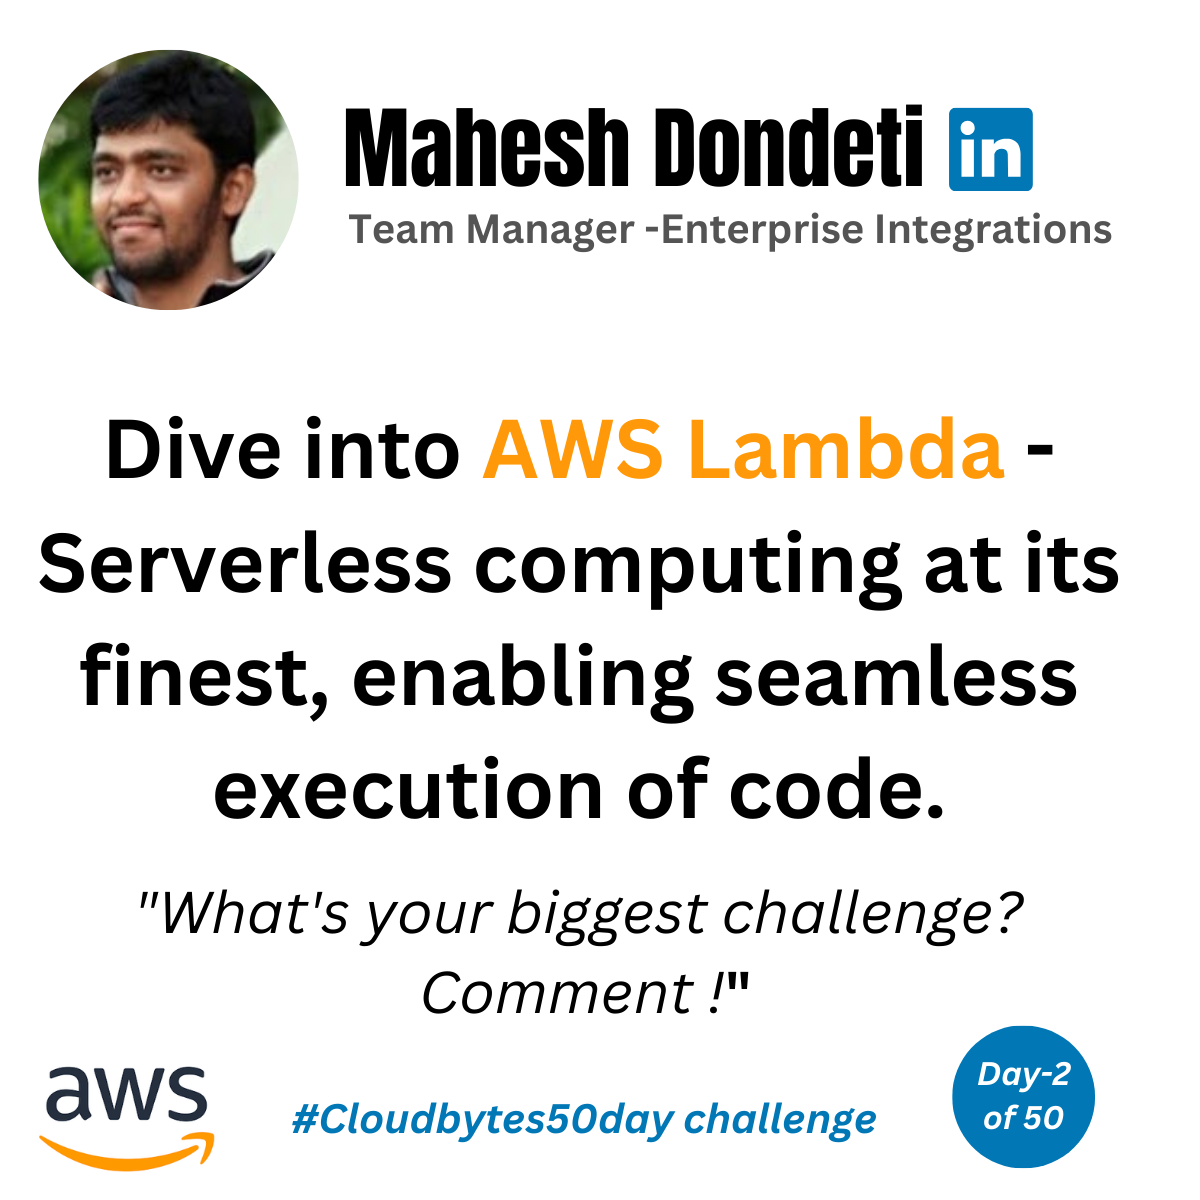 Mahesh Dondeti in
Team Manager -Enterprise Integrations
Dive into AWS Lambda -
Serverless computing at its
finest, enabling seamless
execution of code.
"What's your biggest challenge?
Comment !"
aws
#Cloudbytes50day challenge
Day-2
of 50